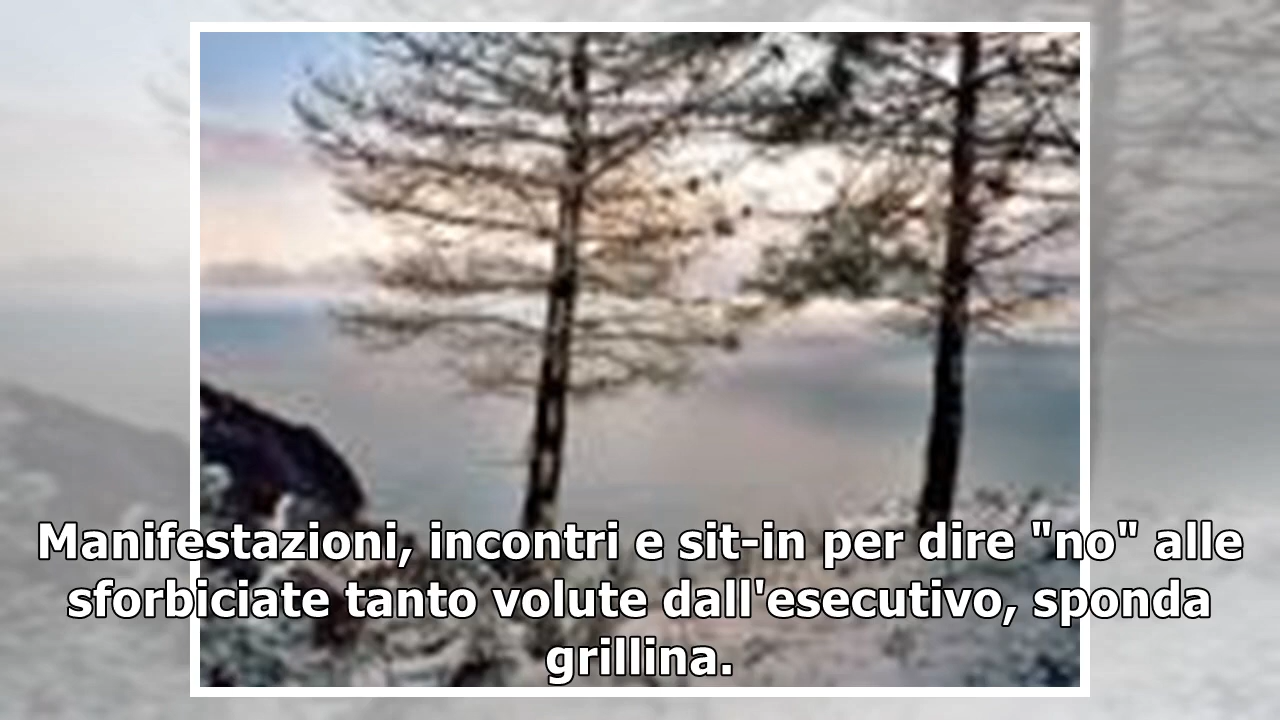 Manifestazioni, incontri e sit-in per dire "no" alle
sforbiciate tanto volute dall'esecutivo, sponda
grillina.